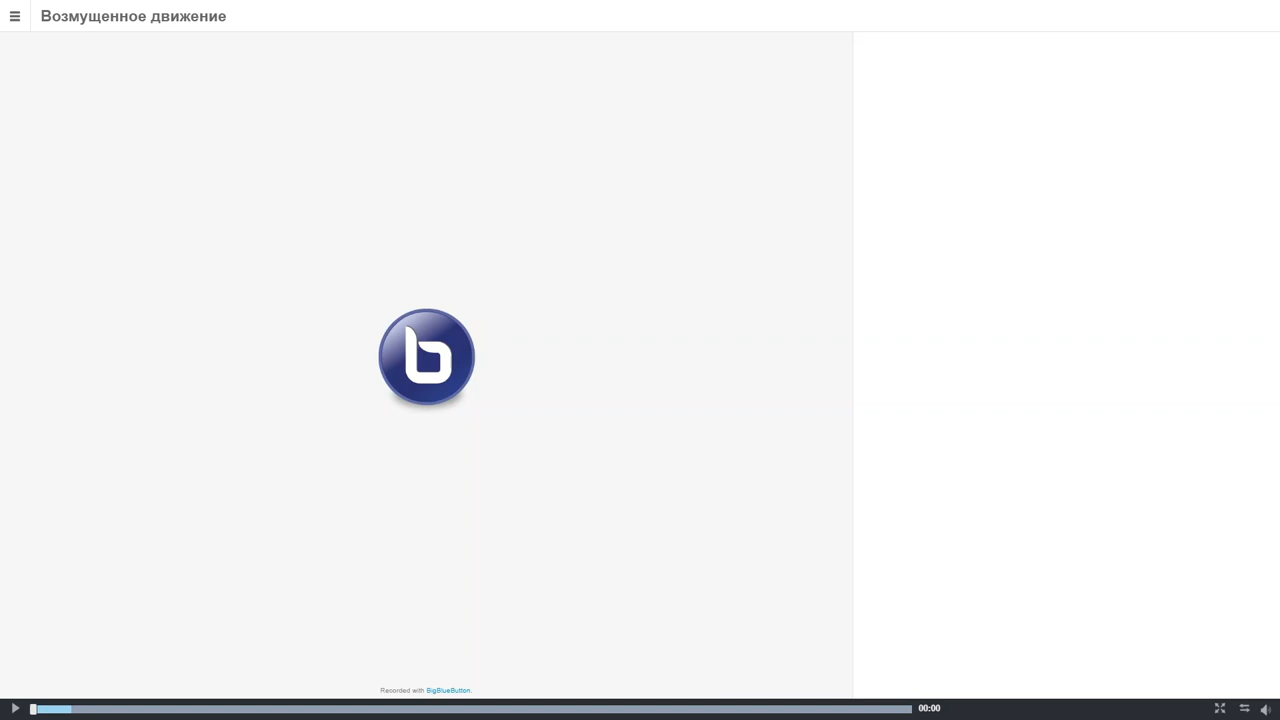 Возмущенное движение
Recorded with BigBlueButton.
00:00